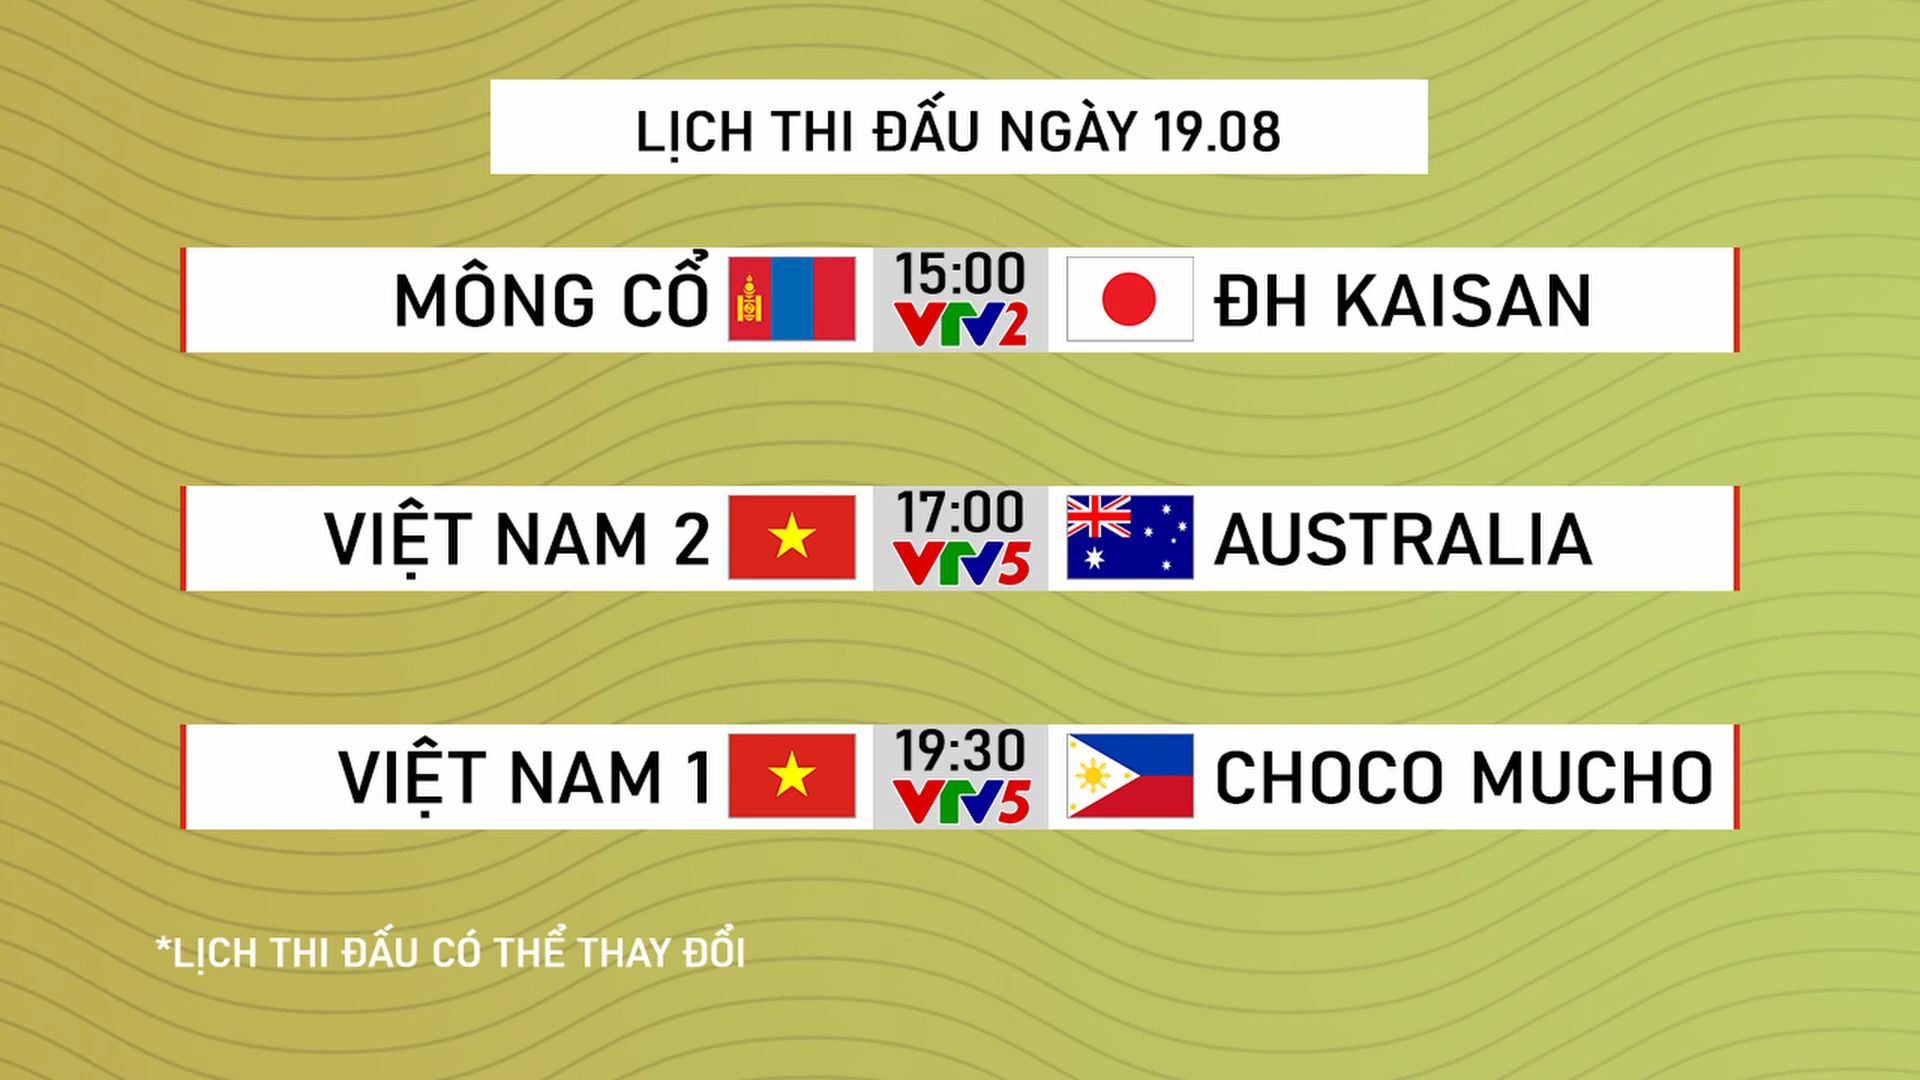 LỊCH THI ĐẤU NGÀY 19.08
MÔNG CỔ 15:00 ĐH KAISAN
VTV2
VIỆT NAM 2 17:00 AUSTRALIA
VTV5
VIỆT NAM 1 19:30 CHOCO MUCHO
VTV5
*LỊCH THI ĐẤU CÓ THỂ THAY ĐỔI